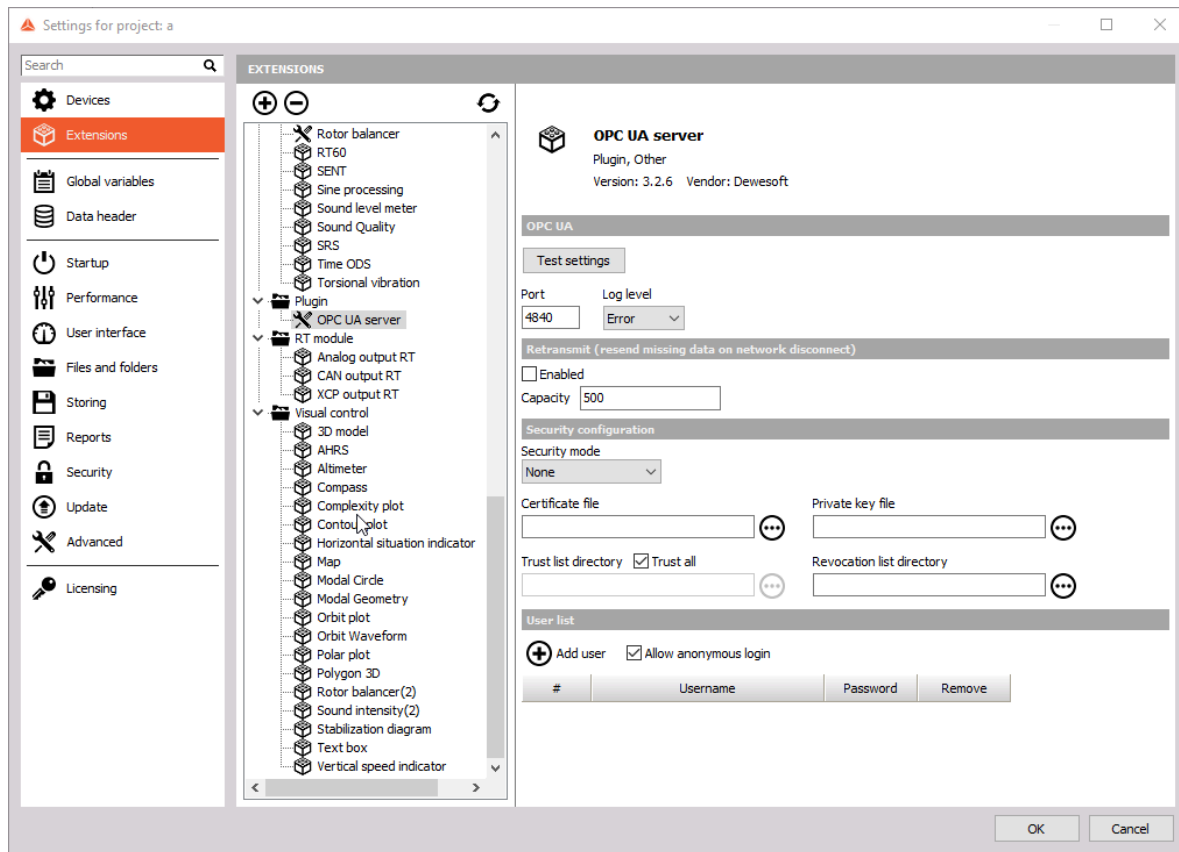 Settings for project: a
Search
Devices
Extensions
Global variables
Data header
Startup
Performance
User interface
Files and folders
Storing
Reports
Security
Update
Advanced
Licensing
EXTENSIONS
Rotor balancer
RT60
SENT
Sine processing
Sound level meter
Sound Quality
SRS
Time ODS
Torsional vibration
Plugin
OPC UA server
RT module
Analog output RT
CAN output RT
XCP output RT
Visual control
3D model
AHRS
Altimeter
Compass
Complexity plot
Contour plot
Horizontal situation indicator
Map
Modal Circle
Modal Geometry
Orbit plot
Orbit Waveform
Polar plot
Polygon 3D
Rotor balancer(2)
Sound intensity(2)
Stabilization diagram
Text box
Vertical speed indicator
OPC UA server
Plugin, Other
Version: 3.2.6 Vendor: Dewesoft
OPC UA
Test settings
Port Log level
4840 Error
Retransmit (resend missing data on network disconnect)
Enabled
Capacity 500
Security configuration
Security mode
None
Certificate file Private key file
Trust list directory Trust all Revocation list directory
User list
Add user Allow anonymous login
# Username Password Remove
OK Cancel